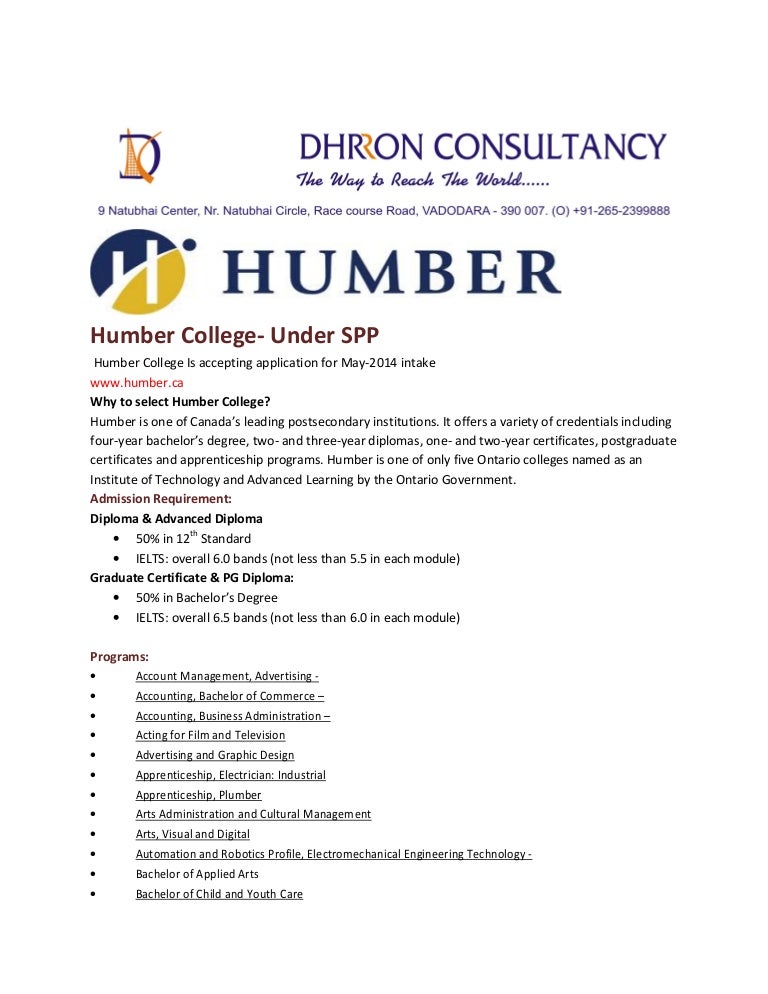 DHRRON CONSULTANCY
The Way to Reach The World......
9 Natubhai Center, Nr. Natubhai Circle, Race course Road, VADODARA - 390 007. (O) +91-265-2399888
HUMBER
Humber College- Under SPP
Humber College Is accepting application for May-2014 intake
www.humber.ca
Why to select Humber College?
Humber is one of Canada’s leading postsecondary institutions. It offers a variety of credentials including
four-year bachelor’s degree, two- and three-year diplomas, one- and two-year certificates, postgraduate
certificates and apprenticeship programs. Humber is one of only five Ontario colleges named as an
Institute of Technology and Advanced Learning by the Ontario Government.
Admission Requirement:
Diploma & Advanced Diploma
• 50% in 12th Standard
• IELTS: overall 6.0 bands (not less than 5.5 in each module)
Graduate Certificate & PG Diploma:
• 50% in Bachelor’s Degree
• IELTS: overall 6.5 bands (not less than 6.0 in each module)
Programs:
• Account Management, Advertising -
• Accounting, Bachelor of Commerce –
• Accounting, Business Administration –
• Acting for Film and Television
• Advertising and Graphic Design
• Apprenticeship, Electrician: Industrial
• Apprenticeship, Plumber
• Arts Administration and Cultural Management
• Arts, Visual and Digital
• Automation and Robotics Profile, Electromechanical Engineering Technology -
• Bachelor of Applied Arts
• Bachelor of Child and Youth Care